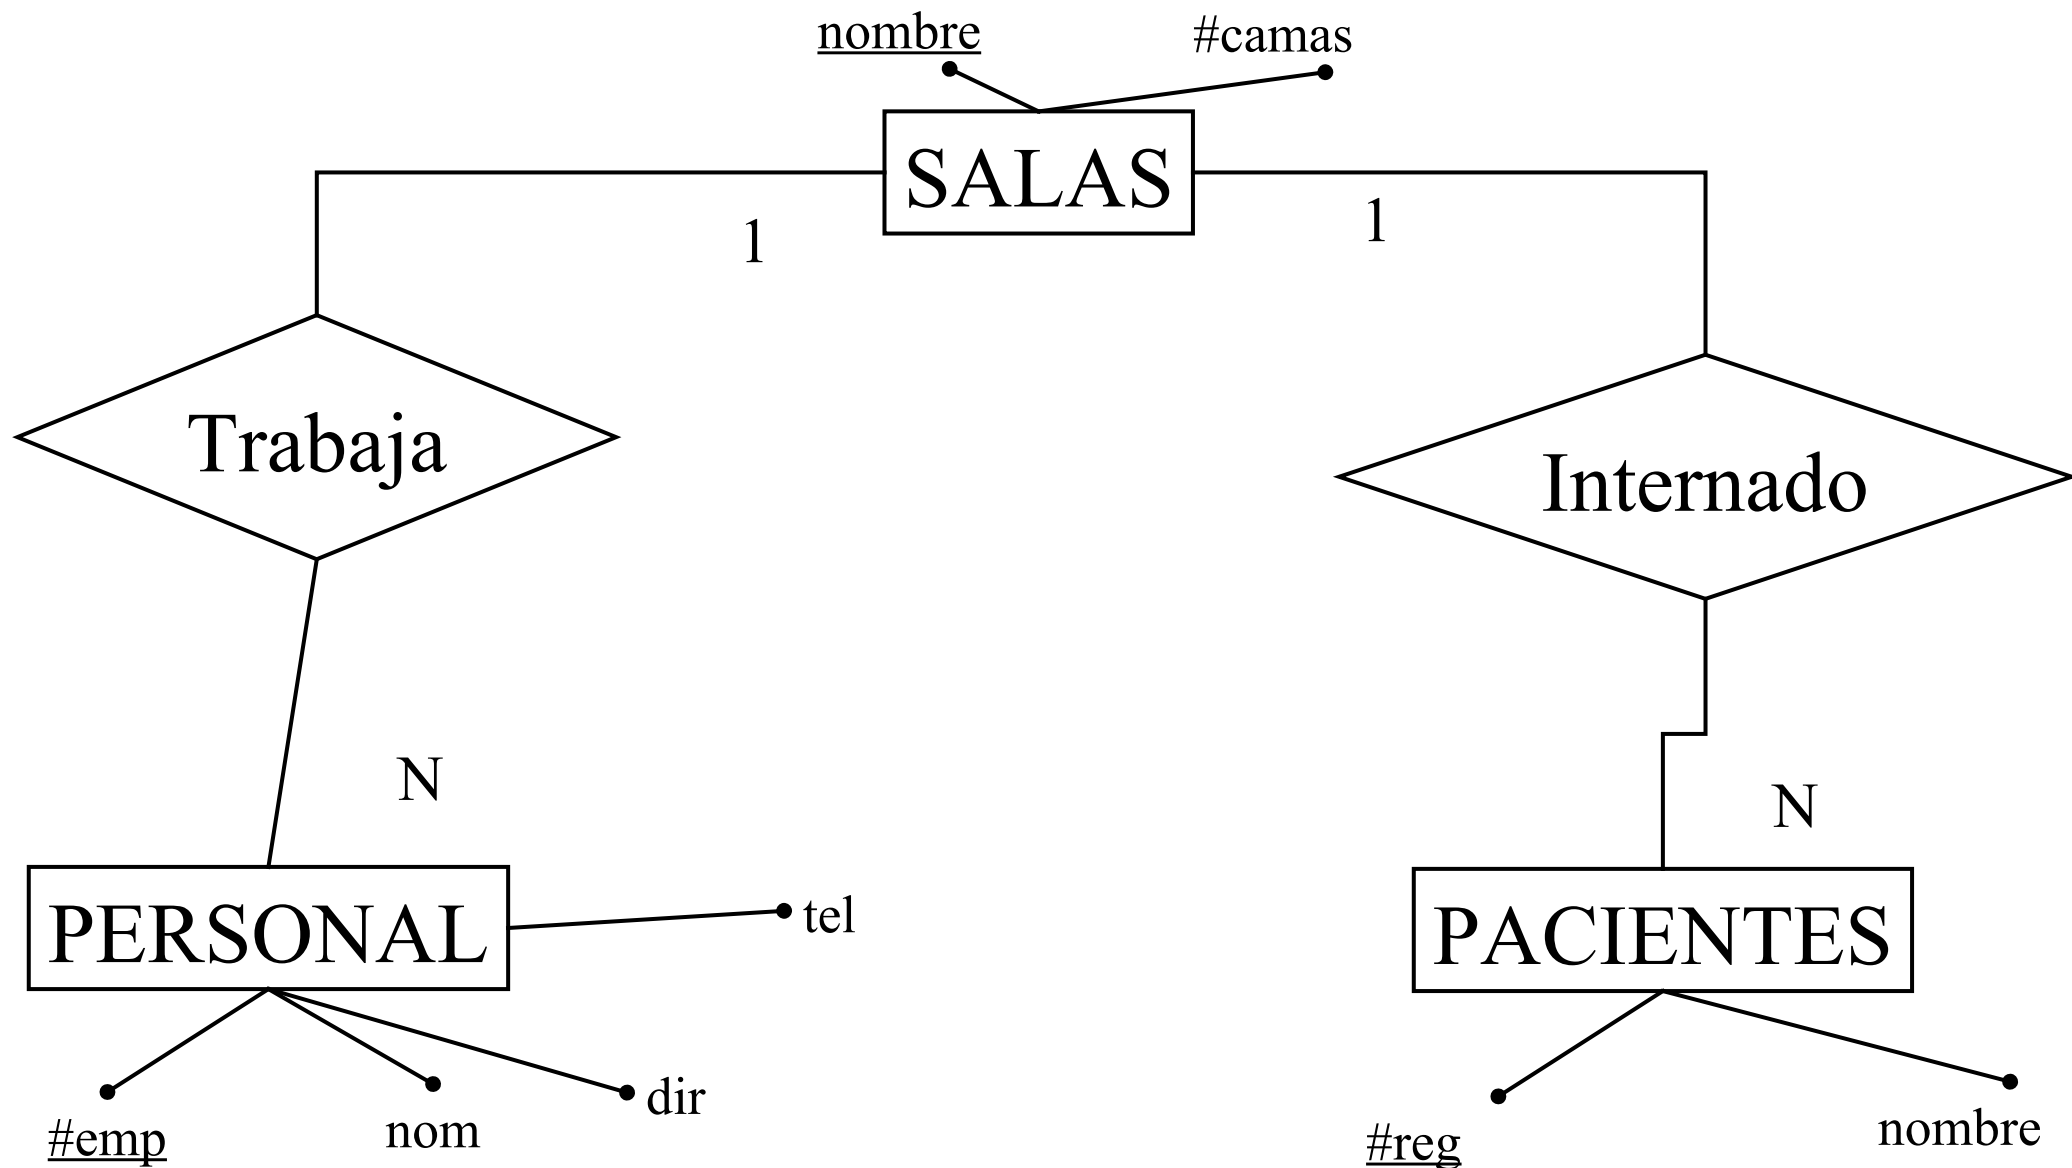 nombre
#camas
SALAS
1
1
Trabaja
Internado
N
N
PERSONAL
tel
PACIENTES
#emp
nom
dir
#reg
nombre